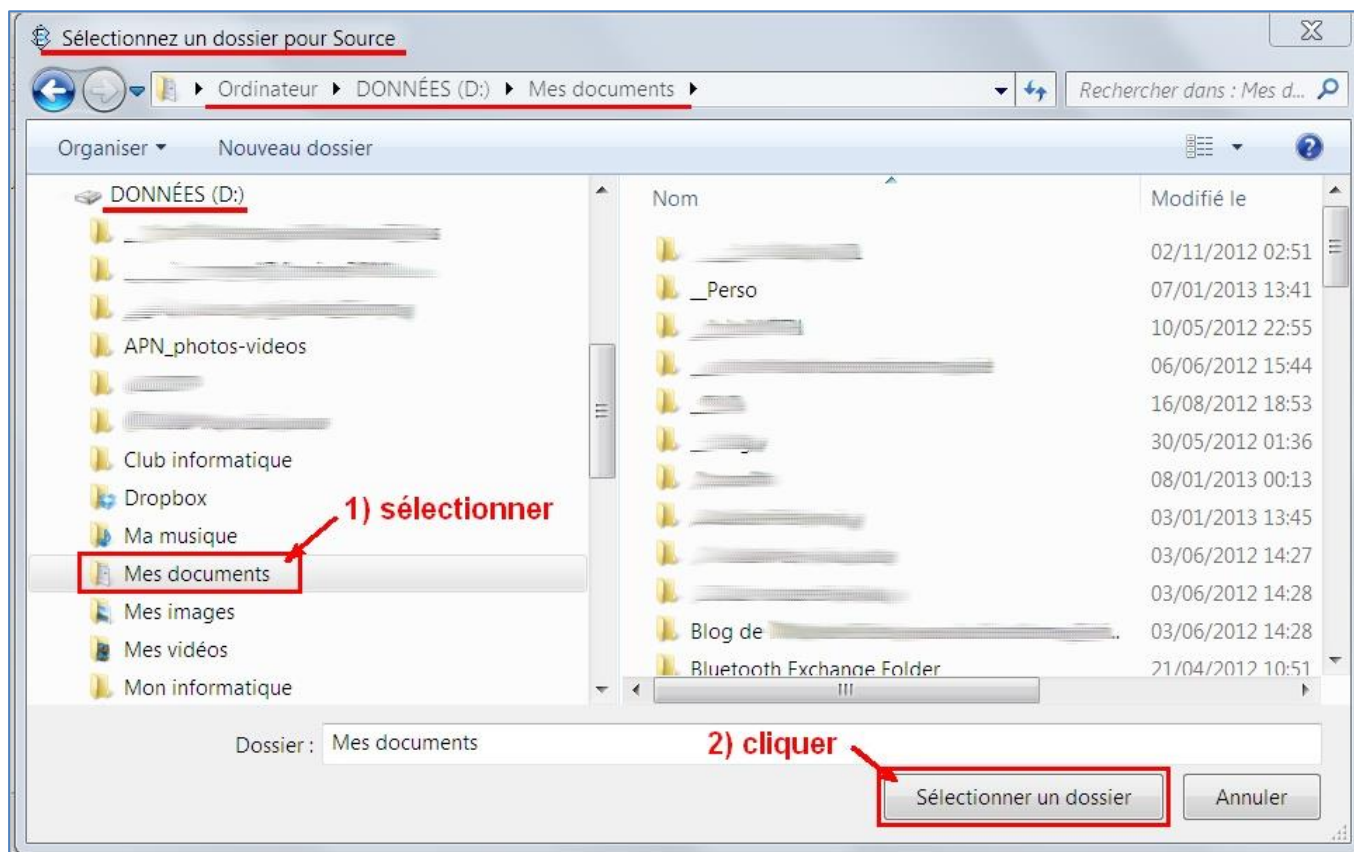 Sélectionnez un dossier pour Source
Ordinateur DONNÉES (D:) Mes documents
Rechercher dans : Mes d...
Organiser Nouveau dossier
DONNÉES (D:)
APN_photos-videos
Club informatique
Dropbox
Ma musique
1) sélectionner
Mes documents
Mes images
Mes vidéos
Mon informatique
Nom Modifié le
02/11/2012 02:51
__Perso 07/01/2013 13:41
10/05/2012 22:55
06/06/2012 15:44
16/08/2012 18:53
30/05/2012 01:36
08/01/2013 00:13
03/01/2013 13:45
03/06/2012 14:27
03/06/2012 14:28
Blog de .. 03/06/2012 14:28
Bluetooth Exchange Folder 21/04/2012 10:51
Dossier : Mes documents
2) cliquer
Sélectionner un dossier Annuler